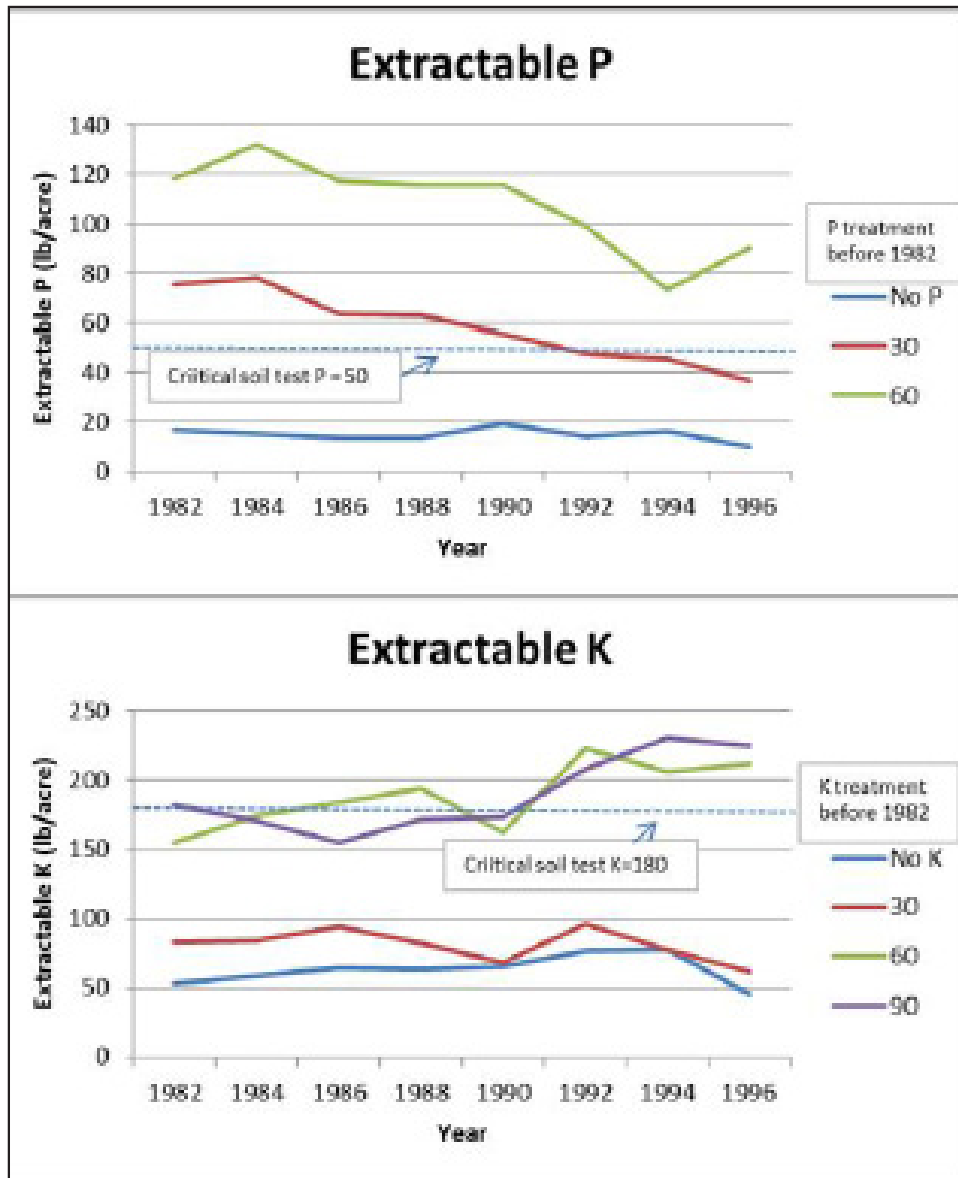 Extractable P
Extractable P (lb/acre)
140
120
100
80
60
40
20
0
Criitical soil test P = 50
1982 1984 1986 1988 1990 1992 1994 1996
Year
P treatment
before 1982
No P
30
60
Extractable K
Extractable K (lb/acre)
250
200
150
100
50
0
Criitical soil test K=180
1982 1984 1986 1988 1990 1992 1994 1996
Year
K treatment
before 1982
No K
30
60
90